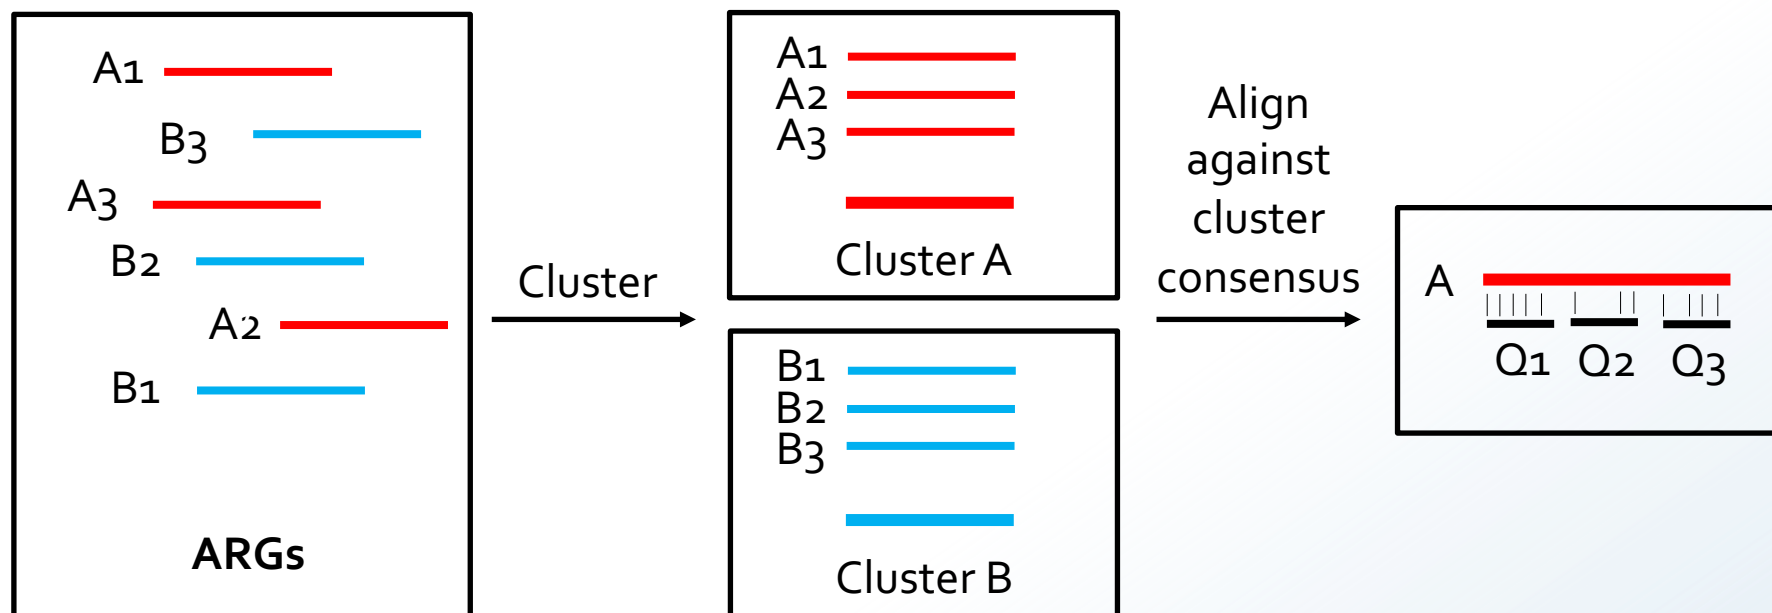 A1
B3
A3
B2
A2
B1
ARGs
Cluster
A1
A2
A3
Cluster A
B1
B2
B3
Cluster B
Align
against
cluster
consensus
A
Q1 Q2 Q3